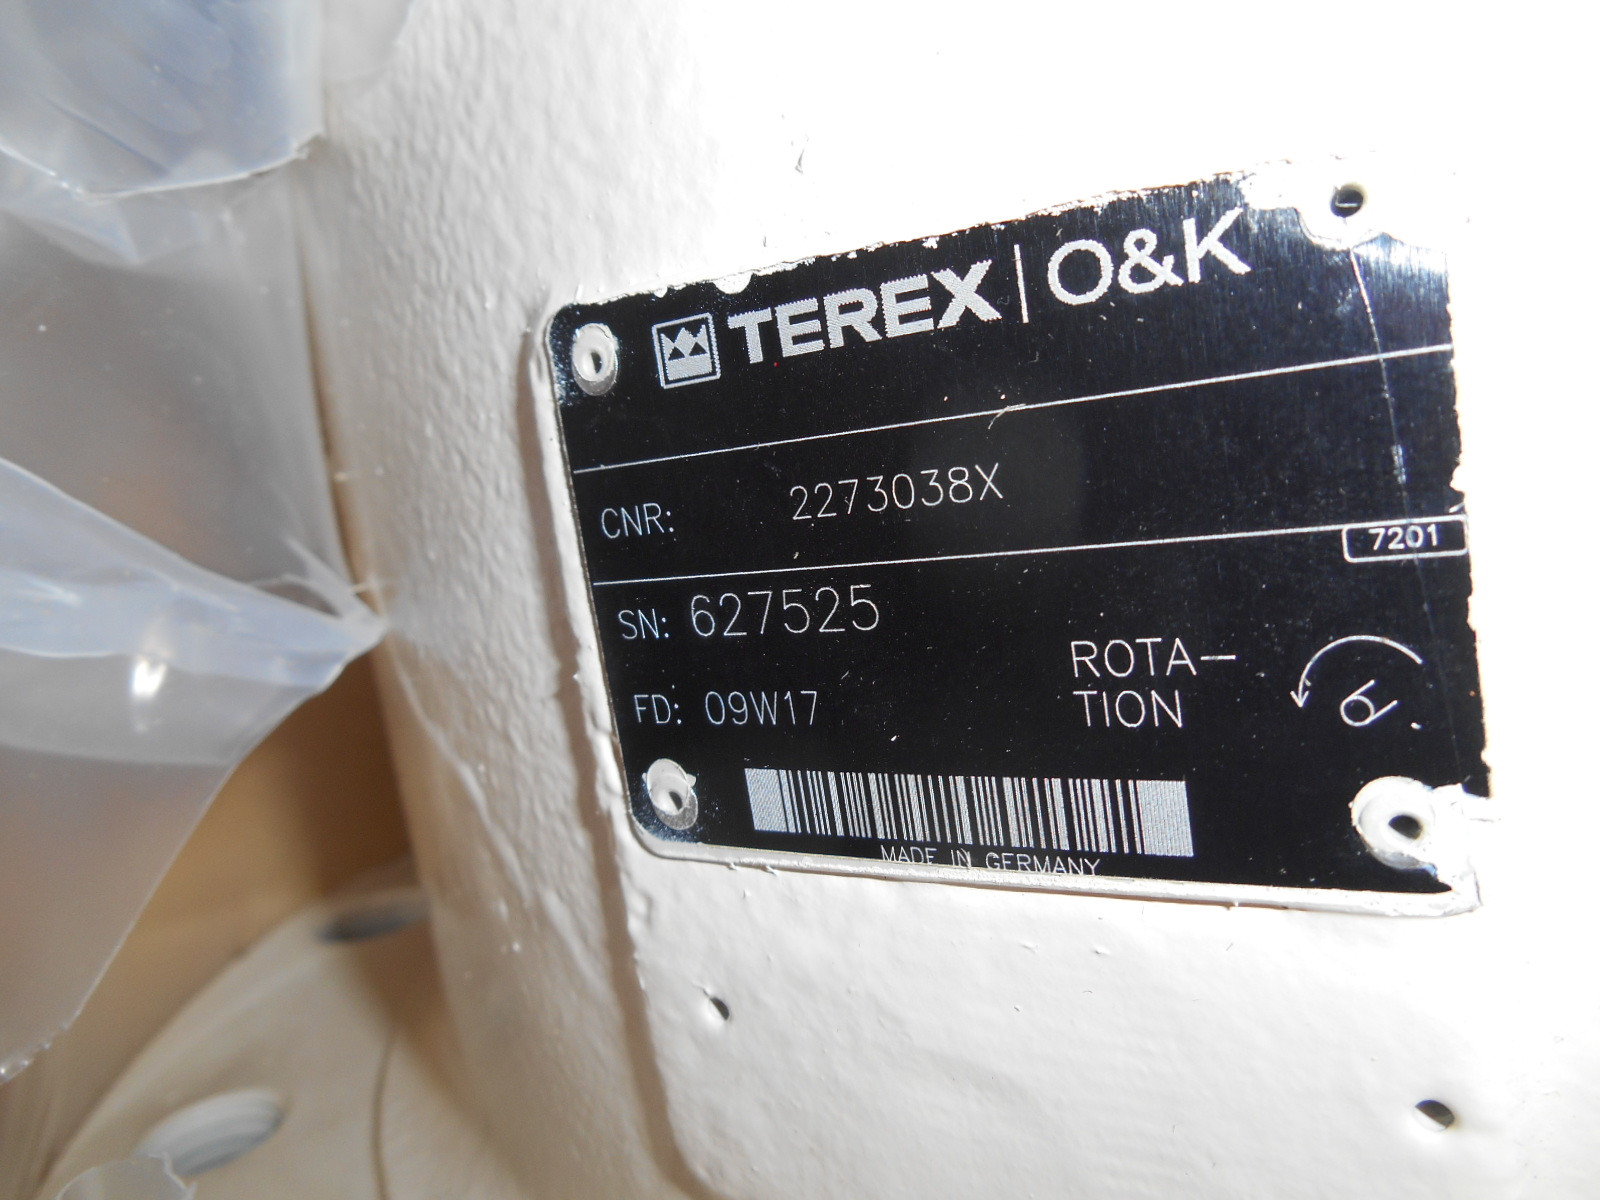 TEREX | O&K
CNR: 2273038X
7201
SN: 627525
ROTA-
TION
FD: 09W17
MADE IN GERMANY